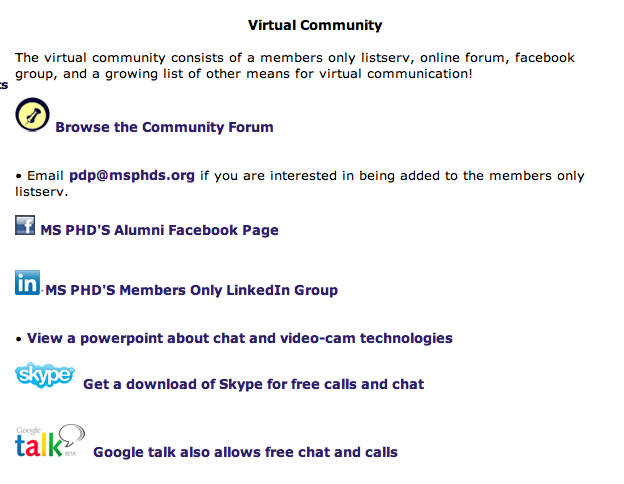 Virtual Community
The virtual community consists of a members only listserv, online forum, facebook
group, and a growing list of other means for virtual communication!
ts
Browse the Community Forum
• Email pdp@msphds.org if you are interested in being added to the members only
listserv.
f MS PHD'S Alumni Facebook Page
in MS PHD'S Members Only LinkedIn Group
• View a powerpoint about chat and video-cam technologies
skype Get a download of Skype for free calls and chat
Google
talk BETA Google talk also allows free chat and calls